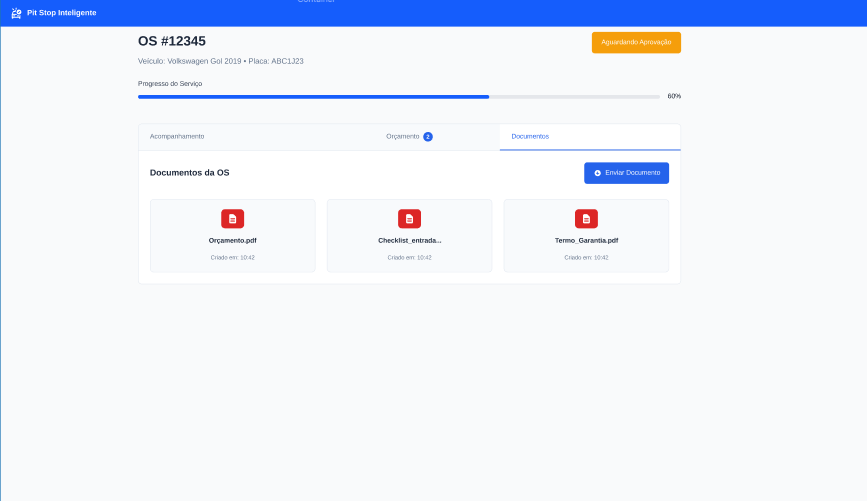 Pit Stop Inteligente
OS #12345
Aguardando Aprovação
Veículo: Volkswagen Gol 2019 • Placa: ABC1J23
Progresso do Serviço
60%
Acompanhamento
Orçamento 2
Documentos
Documentos da OS
Enviar Documento
Orçamento.pdf
Criado em: 10:42
Checklist_entrada...
Criado em: 10:42
Termo_Garantia.pdf
Criado em: 10:42